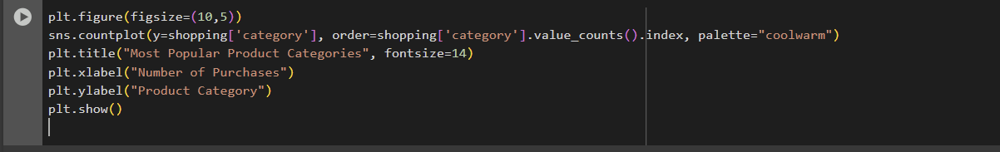 plt.figure(figsize=(10,5))
sns.countplot(y=shopping['category'], order=shopping['category'].value_counts().index, palette="coolwarm")
plt.title("Most Popular Product Categories", fontsize=14)
plt.xlabel("Number of Purchases")
plt.ylabel("Product Category")
plt.show()